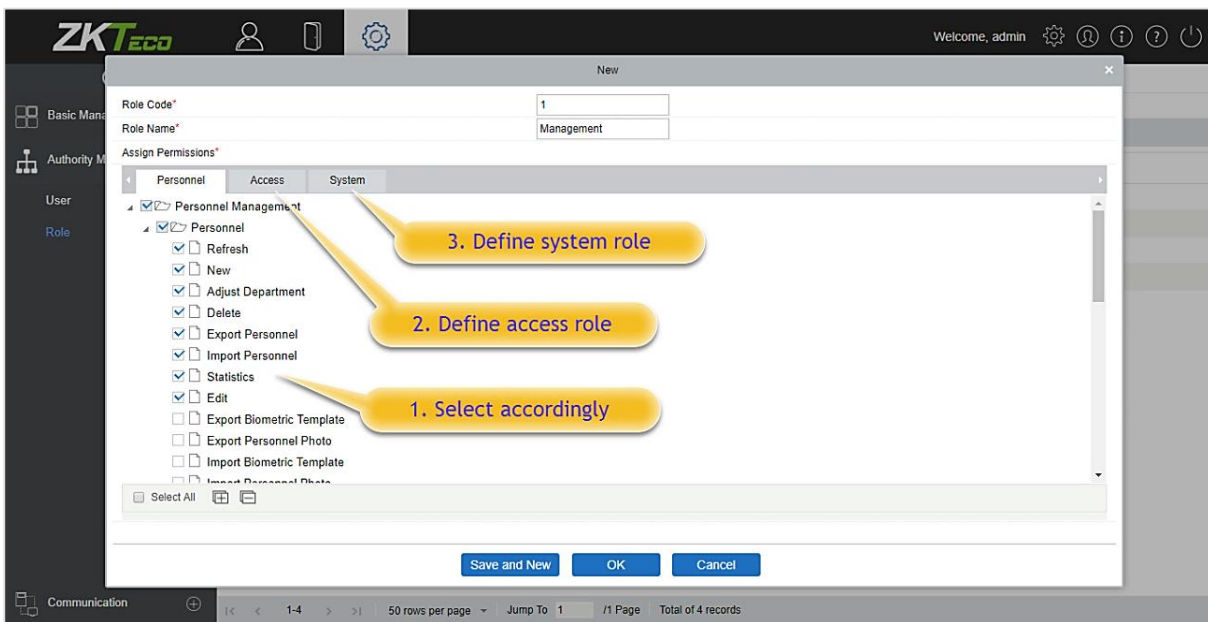 ZKTECO
Welcome, admin
New
Basic Mana
Authority M
User
Role
Role Code*
1
Role Name*
Management
Assign Permissions*
Personnel Access System
Personnel Management
Personnel
Refresh
New
Adjust Department
Delete
Export Personnel
Import Personnel
Statistics
Edit
Export Biometric Template
Export Personnel Photo
Import Biometric Template
Import Personnel Photo
3. Define system role
2. Define access role
1. Select accordingly
Select All
Save and New OK Cancel
Communication
1-4 50 rows per page Jump To 1 /1 Page Total of 4 records